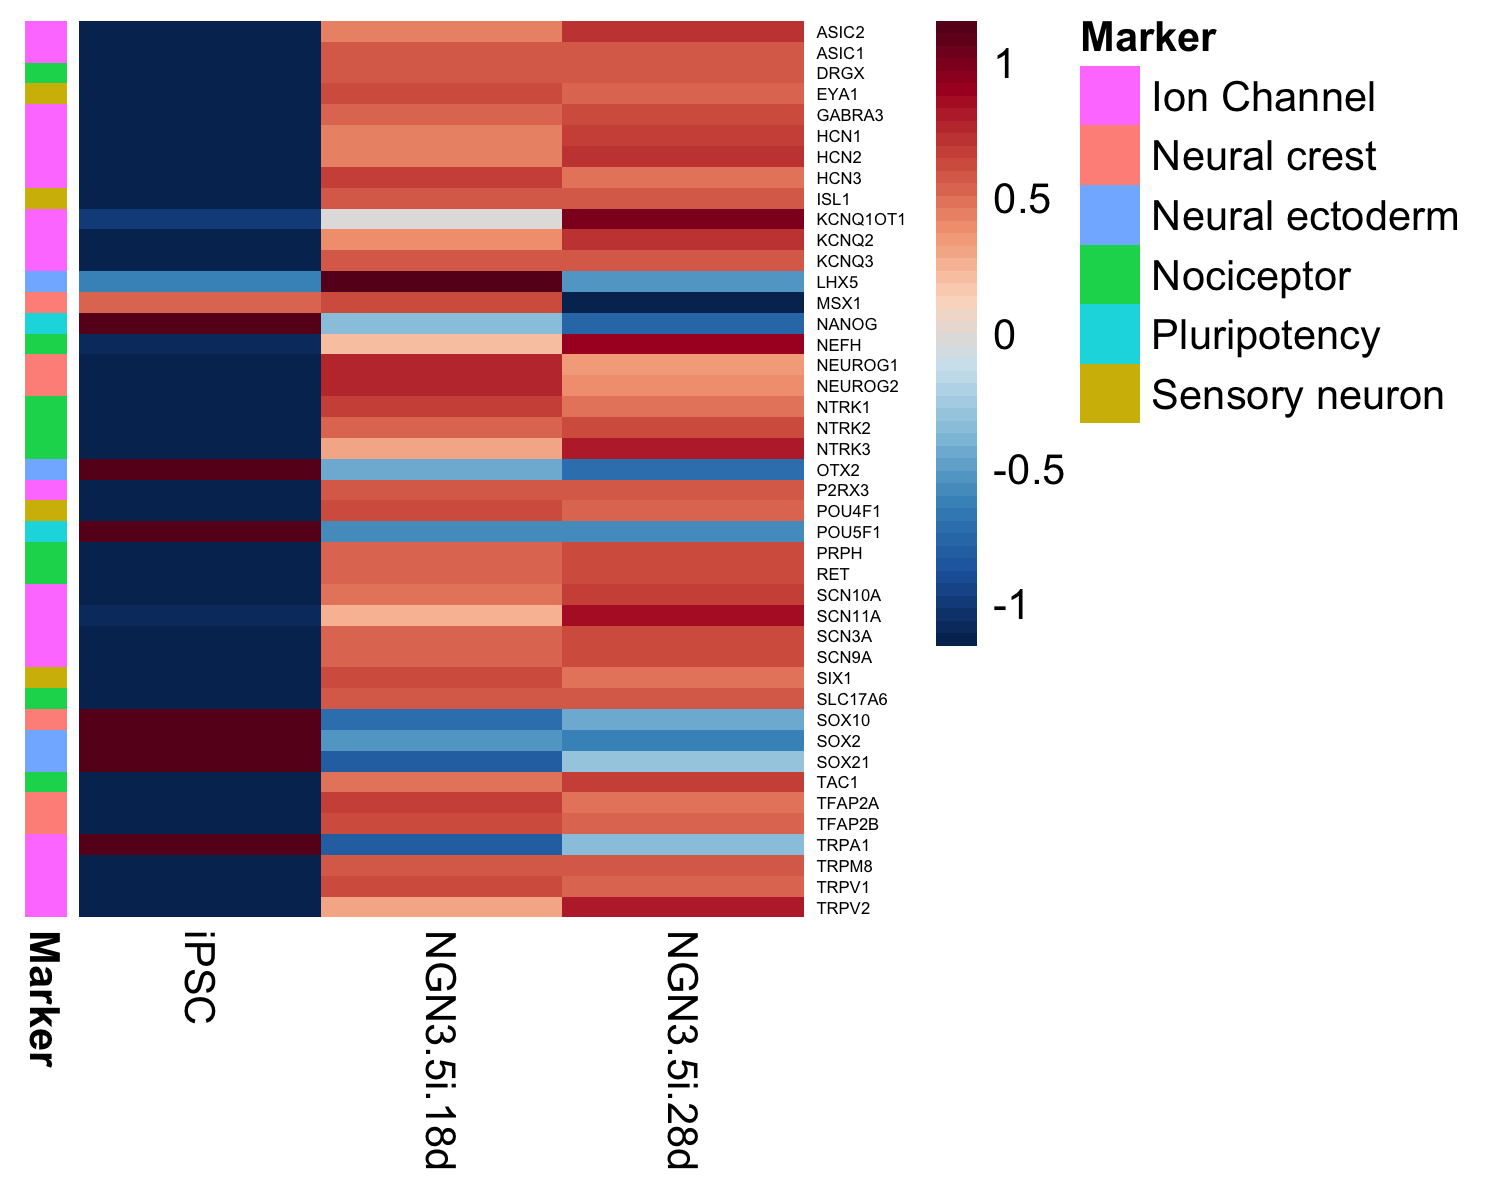 ASIC2
ASIC1
DRGX
EYA1
GABRA3
HCN1
HCN2
HCN3
ISL1
KCNQ1OT1
KCNQ2
KCNQ3
LHX5
MSX1
NANOG
NEFH
NEUROG1
NEUROG2
NTRK1
NTRK2
NTRK3
OTX2
P2RX3
POU4F1
POU5F1
PRPH
RET
SCN10A
SCN11A
SCN3A
SCN9A
SIX1
SLC17A6
SOX10
SOX2
SOX21
TAC1
TFAP2A
TFAP2B
TRPA1
TRPM8
TRPV1
TRPV2
Marker
iPSC
NGN3.5i.18d
NGN3.5i.28d
1
0.5
0
-0.5
-1
Marker
Ion Channel
Neural crest
Neural ectoderm
Nociceptor
Pluripotency
Sensory neuron